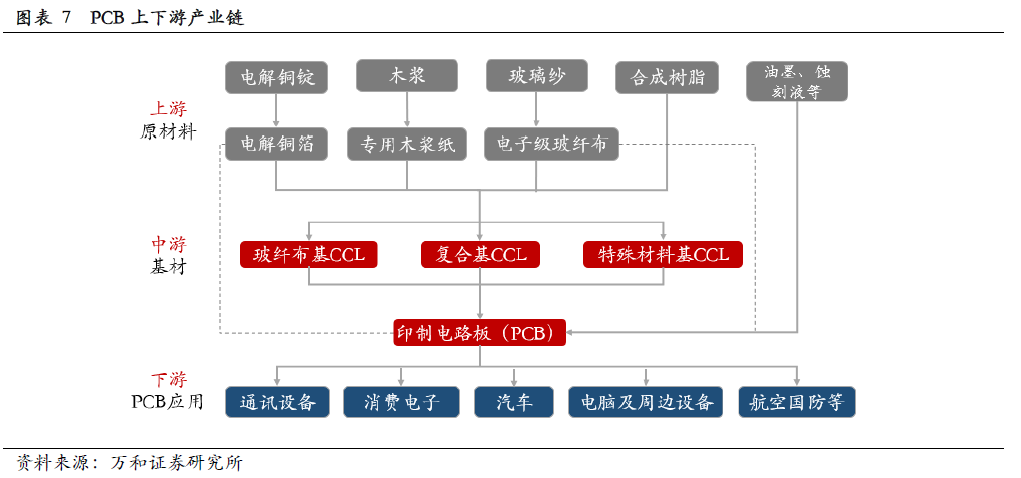 图表 7 PCB 上下游产业链
电解铜锭
木浆
玻璃纱
合成树脂
油墨、蚀
刻液等
上游
原材料
电解铜箔
专用木浆纸
电子级玻纤布
中游
基材
玻纤布基CCL
复合基CCL
特殊材料基CCL
印制电路板（PCB）
下游
PCB应用
通讯设备
消费电子
汽车
电脑及周边设备
航空国防等
资料来源：万和证券研究所